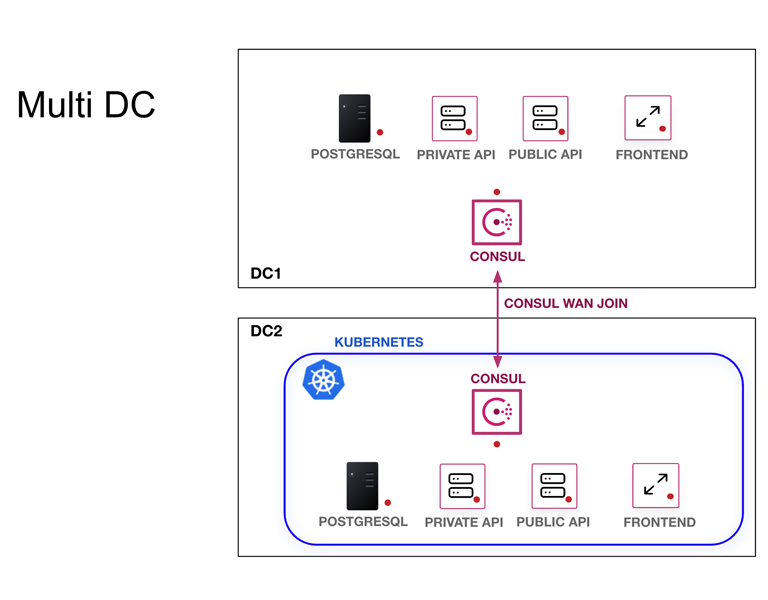 Multi DC
POSTGRESQL PRIVATE API PUBLIC API FRONTEND
CONSUL
DC1
CONSUL WAN JOIN
DC2
KUBERNETES
CONSUL
POSTGRESQL PRIVATE API PUBLIC API FRONTEND